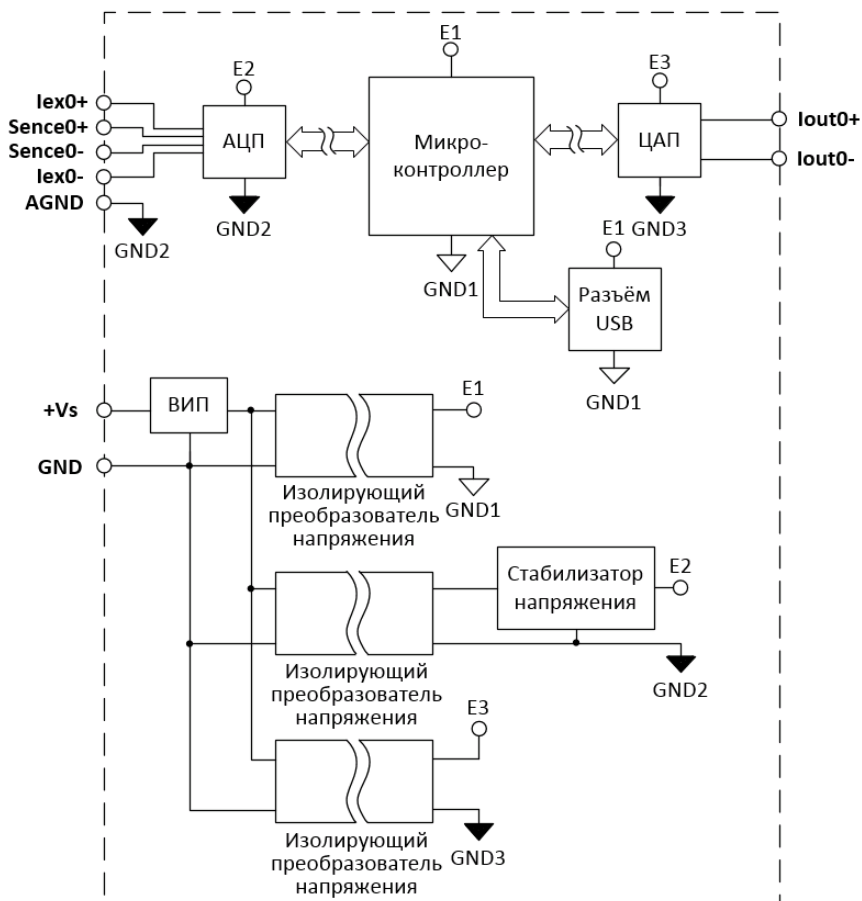 E1
E2
E3
Iex0+
Sence0+
Sence0-
Iex0-
AGND
АЦП
Микро-
контроллер
ЦАП
Iout0+
Iout0-
GND2
GND2
GND1
GND3
E1
Разъём
USB
GND1
+Vs
GND
ВИП
E1
GND1
Изолирующий
преобразователь
напряжения
Стабилизатор
напряжения
E2
GND2
Изолирующий
преобразователь
напряжения
E3
GND3
Изолирующий
преобразователь
напряжения